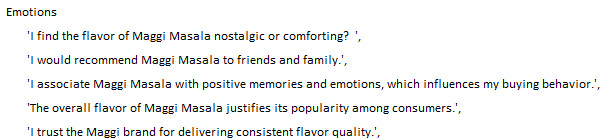 Emotions
'I find the flavor of Maggi Masala nostalgic or comforting?  ',
'I would recommend Maggi Masala to friends and family.',
'I associate Maggi Masala with positive memories and emotions, which influences my buying behavior.',
'The overall flavor of Maggi Masala justifies its popularity among consumers.',
'I trust the Maggi brand for delivering consistent flavor quality.',